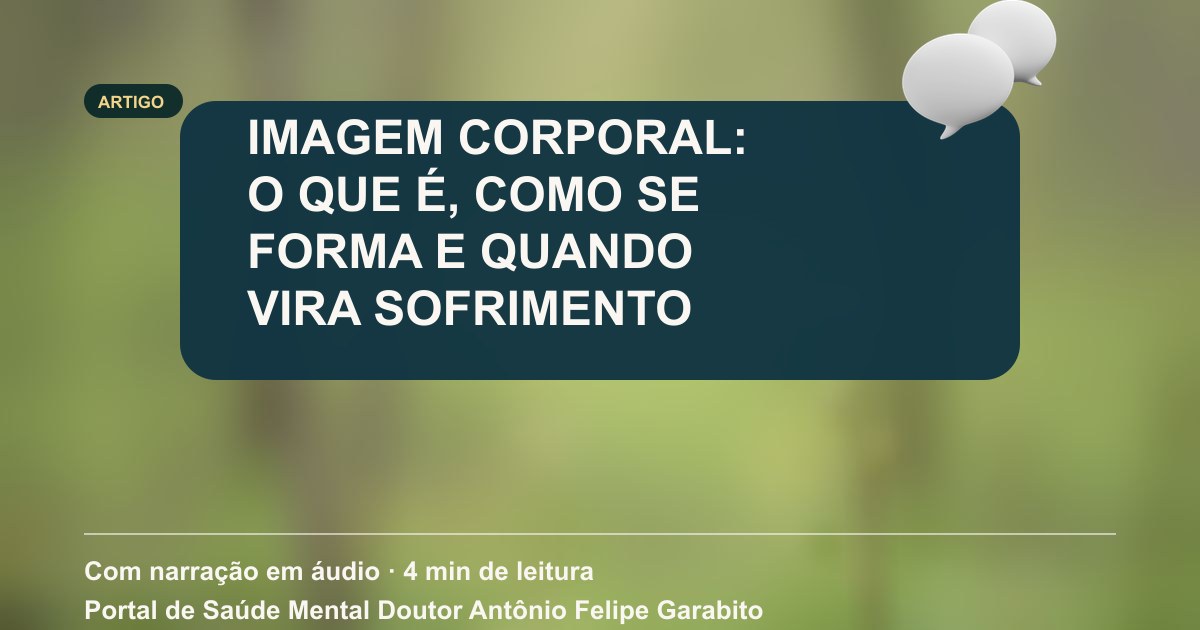 ARTIGO
IMAGEM CORPORAL:
O QUE É, COMO SE
FORMA E QUANDO
VIRA SOFRIMENTO
Com narração em áudio · 4 min de leitura
Portal de Saúde Mental Doutor Antônio Felipe Garabito